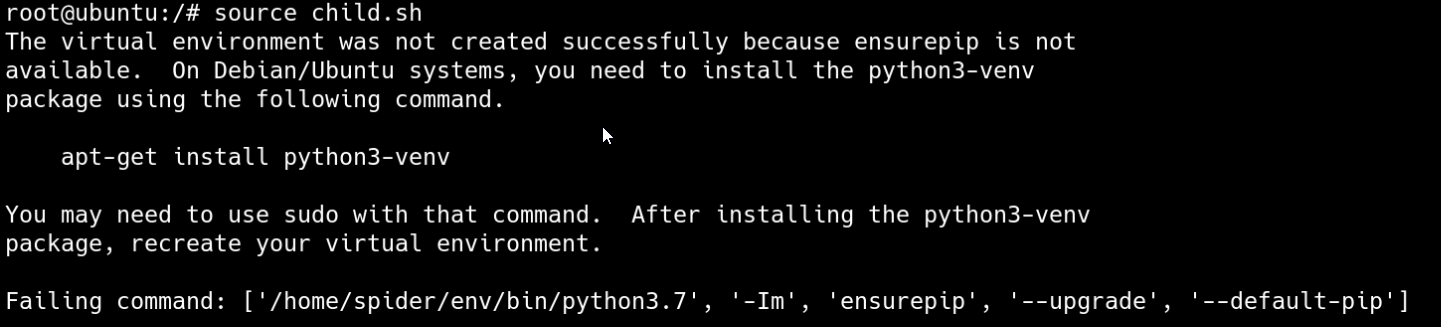 root@ubuntu:/# source child.sh
The virtual environment was not created successfully because ensurepip is not
available.  On Debian/Ubuntu systems, you need to install the python3-venv
package using the following command.
    apt-get install python3-venv
You may need to use sudo with that command.  After installing the python3-venv
package, recreate your virtual environment.
Failing command: ['/home/spider/env/bin/python3.7', '-Im', 'ensurepip', '--upgrade', '--default-pip']